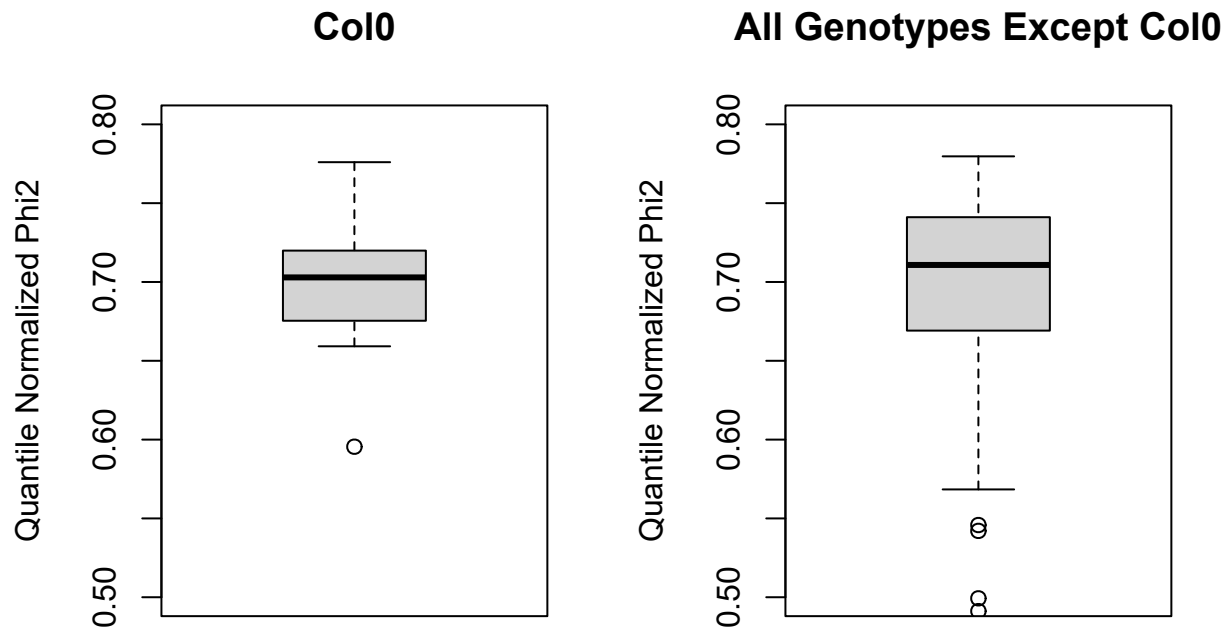 Col0
Quantile Normalized Phi2
0.80
0.70
0.60
0.50
All Genotypes Except Col0
Quantile Normalized Phi2
0.80
0.70
0.60
0.50